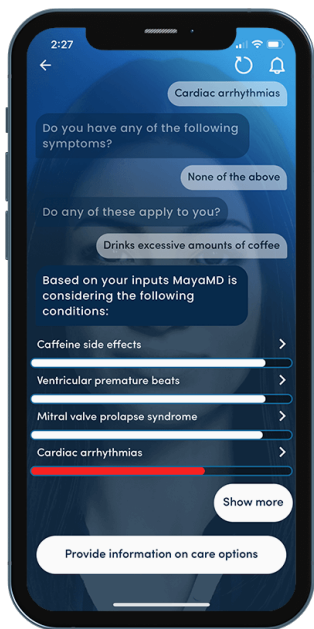 2:27
Cardiac arrhythmias
Do you have any of the following
symptoms?
None of the above
Do any of these apply to you?
Drinks excessive amounts of coffee
Based on your inputs MayaMD is
considering the following
conditions:
Caffeine side effects
Ventricular premature beats
Mitral valve prolapse syndrome
Cardiac arrhythmias
Show more
Provide information on care options